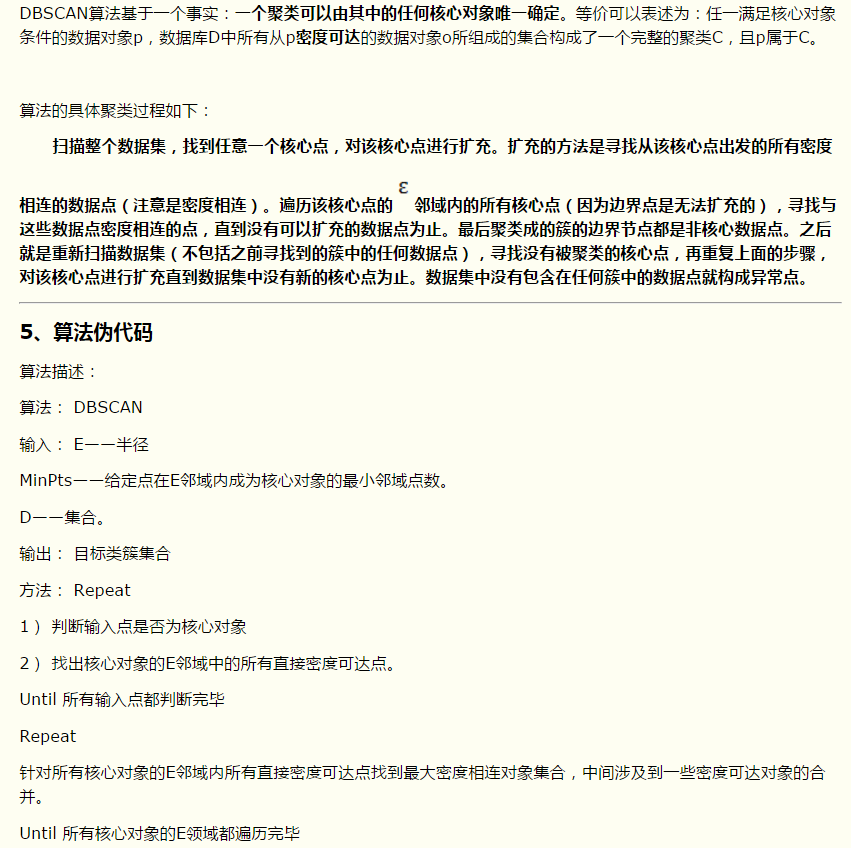 DBSCAN算法基于一个事实：一个聚类可以由其中的任何核心对象唯一确定。等价可以表述为：任一满足核心对象
条件的数据对象p，数据库D中所有从p密度可达的数据对象o所组成的集合构成了一个完整的聚类C，且p属于C。
算法的具体聚类过程如下：
扫描整个数据集，找到任意一个核心点，对该核心点进行扩充。扩充的方法是寻找从该核心点出发的所有密度
相连的数据点（注意是密度相连）。遍历该核心点的 ε 邻域内的所有核心点（因为边界点是无法扩充的），寻找与
这些数据点密度相连的点，直到没有可以扩充的数据点为止。最后聚类成的簇的边界节点都是非核心数据点。之后
就是重新扫描数据集（不包括之前寻找到的簇中的任何数据点），寻找没有被聚类的核心点，再重复上面的步骤，
对该核心点进行扩充直到数据集中没有新的核心点为止。数据集中没有包含在任何簇中的数据点就构成异常点。
5、算法伪代码
算法描述：
算法： DBSCAN
输入： E——半径
MinPts——给定点在E邻域内成为核心对象的最小邻域点数。
D——集合。
输出： 目标类簇集合
方法： Repeat
1） 判断输入点是否为核心对象
2） 找出核心对象的E邻域中的所有直接密度可达点。
Until 所有输入点都判断完毕
Repeat
针对所有核心对象的E邻域内所有直接密度可达点找到最大密度相连对象集合，中间涉及到一些密度可达对象的合
并。
Until 所有核心对象的E领域都遍历完毕